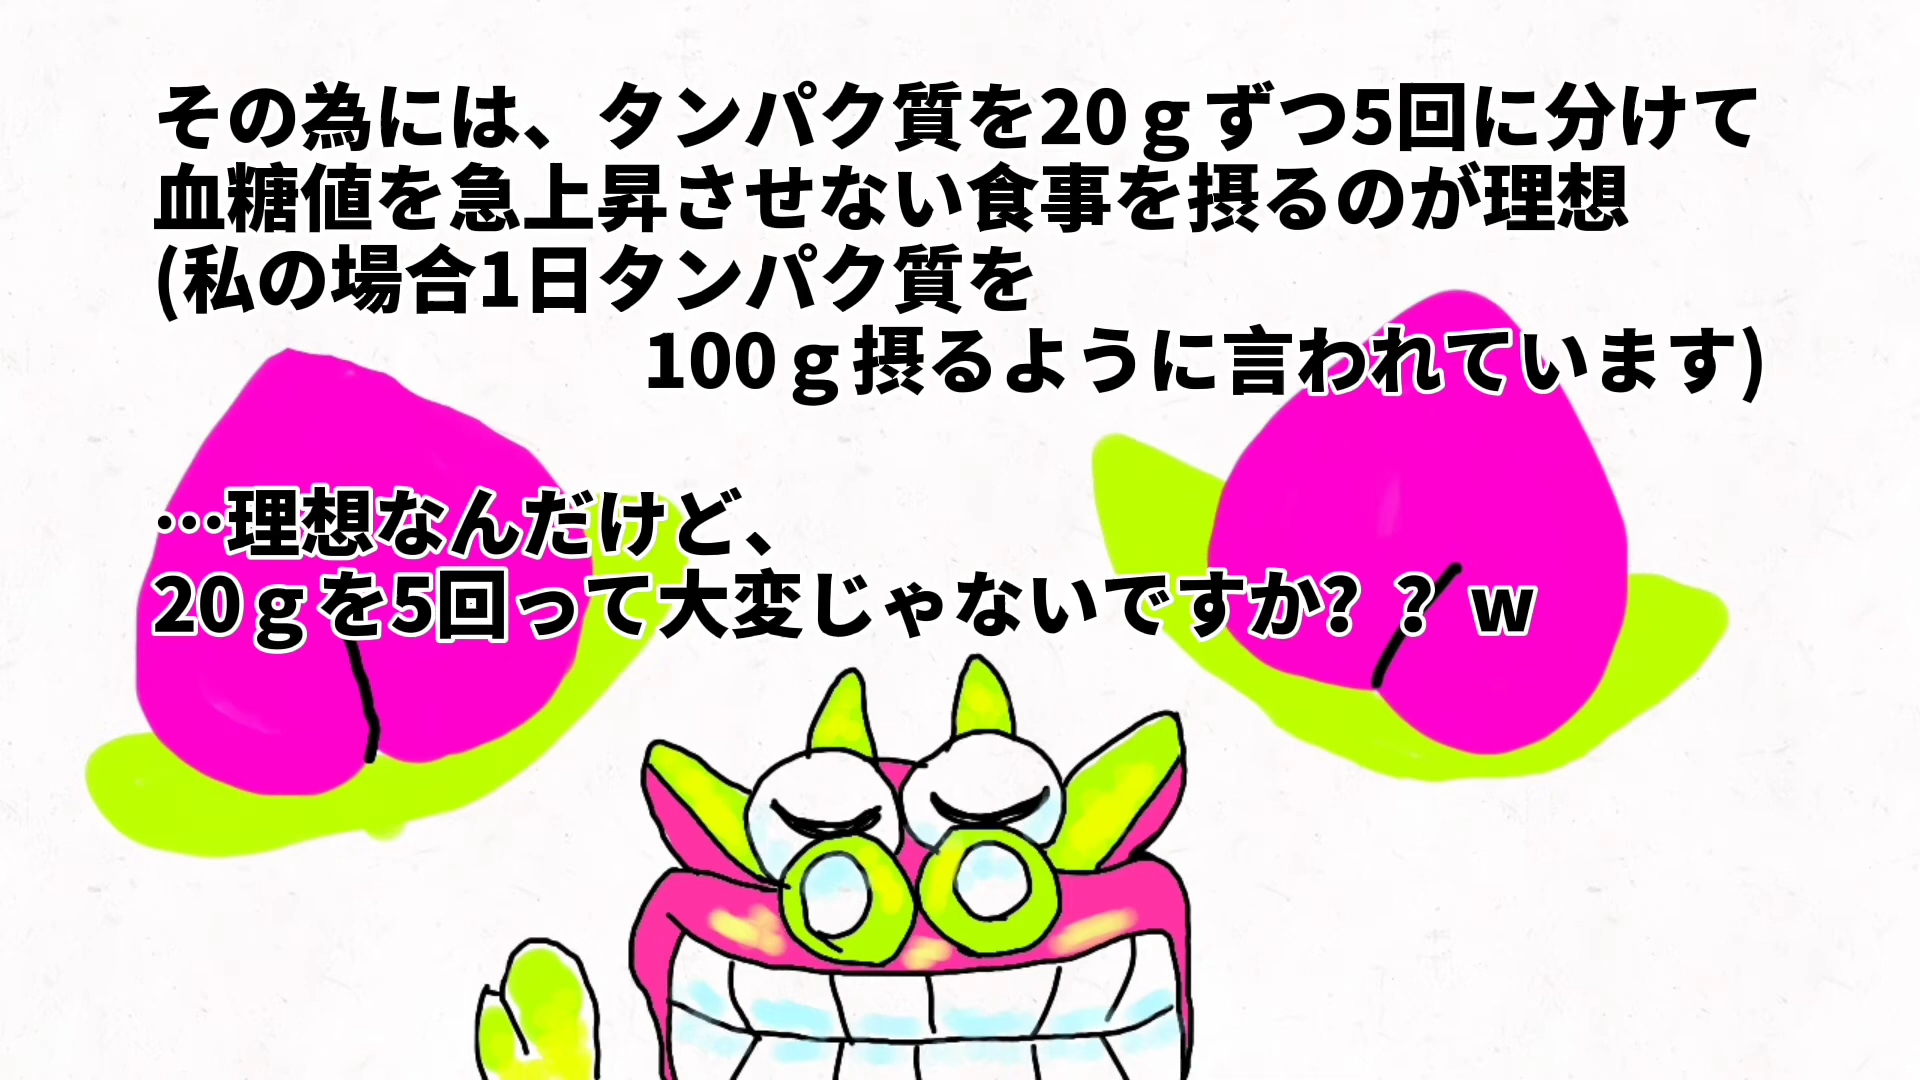 その為には、タンパク質を20ｇずつ5回に分けて
血糖値を急上昇させない食事を摂るのが理想
(私の場合1日タンパク質を
100ｇ摂るように言われています)
…理想なんだけど、
20ｇを5回って大変じゃないですか？？ｗ